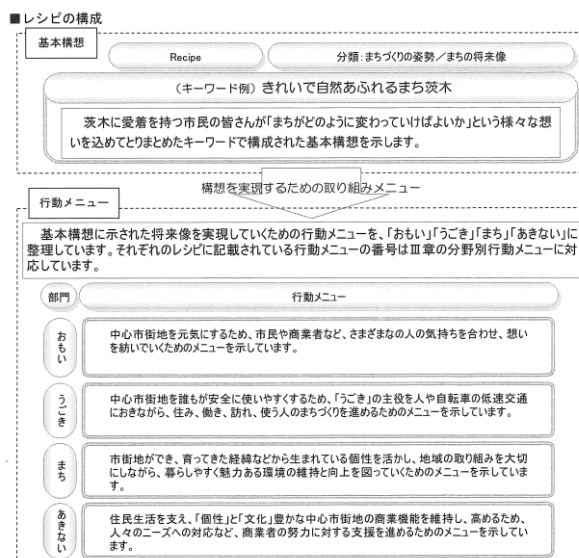 ■レシピの構成
基本構想
Recipe
分類:まちづくりの姿勢/まちの将来像
(キーワード例) きれいで自然あふれるまち茨木
茨木に愛着を持つ市民の皆さんが「まちがどのように変わっていけばよいか」という様々な想
いを込めてとりまとめたキーワードで構成された基本構想を示します。
構想を実現するための取り組みメニュー
行動メニュー
基本構想に示された将来像を実現していくための行動メニューを、「おもい」「うごき」「まち」「あきない」に
整理しています。それぞれのレシピに記載されている行動メニューの番号はⅢ章の分野別行動メニューに対
応しています。
部門
行動メニュー
おもい
中心市街地を元気にするため、市民や商業者など、さまざまなの人の気持ちを合わせ、想い
を紡いでいくためのメニューを示しています。
うごき
中心市街地を誰もが安全に使いやすくするため、「うごき」の主役を人や自転車の低速交通
におきながら、住み、働き、訪れ、使う人のまちづくりを進めるためのメニューを示しています。
まち
市街地ができ、育ってきた経緯などから生まれている個性を活かし、地域の取り組みを大切
にしながら、暮らしやすく魅力ある環境の維持と向上を図っていくためのメニューを示していま
す。
あきない
住民生活を支え、「個性」と「文化」豊かな中心市街地の商業機能を維持し、高めるため、
人々のニーズへの対応など、商業者の努力に対する支援を進めるためのメニューを示してい
ます。